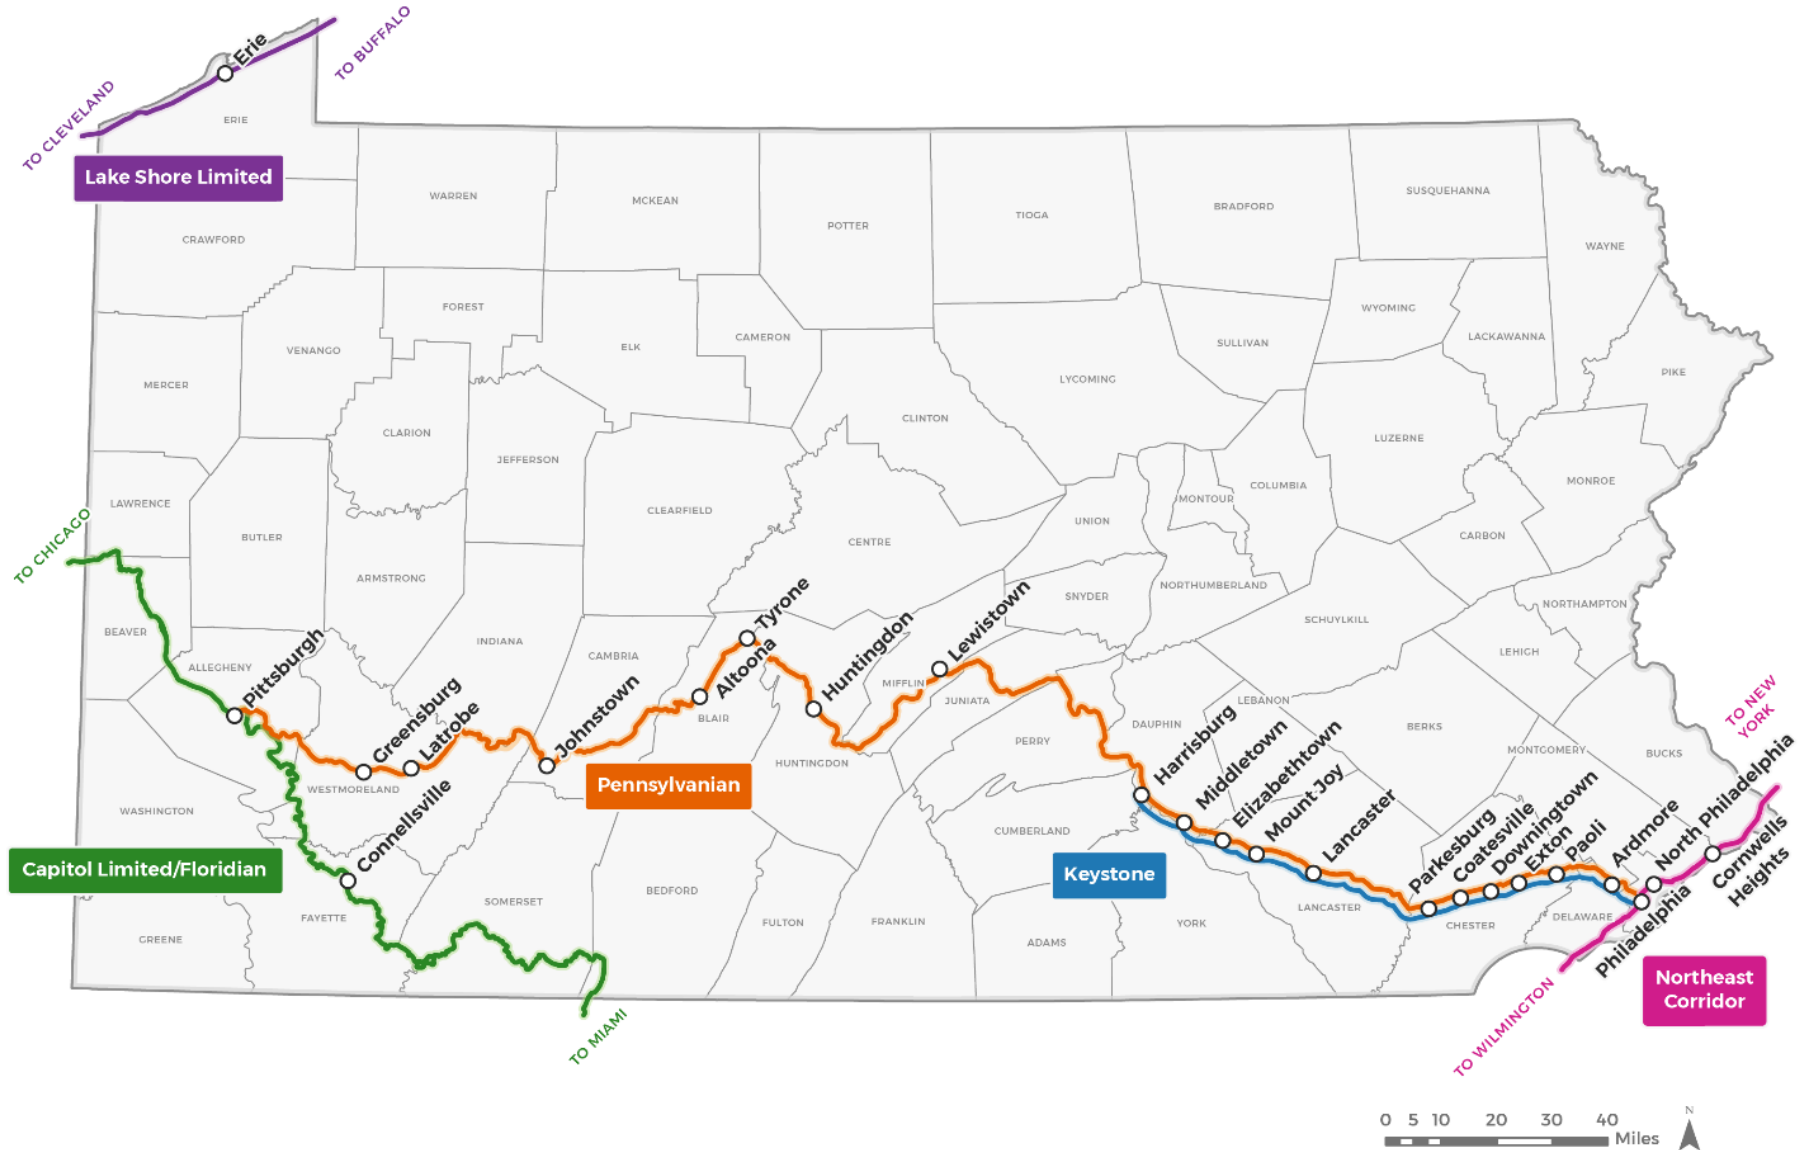 Erie
TO BUFFALO
TO CLEVELAND
ERIE
Lake Shore Limited
WARREN
MCKEAN
POTTER
TIOGA
BRADFORD
SUSQUEHANNA
WAYNE
CRAWFORD
FOREST
VENANGO
ELK
CAMERON
SULLIVAN
WYOMING
LACKAWANNA
PIKE
MERCER
LYCOMING
CLINTON
CLARION
JEFFERSON
LUZERNE
MONROE
LAWRENCE
CLEARFIELD
COLUMBIA
MONTOUR
UNION
CARBON
BUTLER
CENTRE
TO CHICAGO
ARMSTRONG
SNYDER
NORTHUMBERLAND
NORTHAMPTON
SCHUYLKILL
BEAVER
INDIANA
CAMBRIA
LEHIGH
ALLEGHENY
Pittsburgh
Greensburg
Latrobe
Johnstown
Altoona
Tyrone
Huntingdon
Lewistown
MIFFLIN
JUNIATA
BLAIR
LEBANON
DAUPHIN
BERKS
PERRY
MONTGOMERY
BUCKS
HUNTINGDON
WESTMORELAND
WASHINGTON
Pennsylvanian
Connellsville
Harrisburg
Middletown
Elizabethtown
Mount Joy
Lancaster
Parkesburg
Coatesville
Downingtown
Exton
Paoli
Ardmore
North Philadelphia
Philadelphia
Cornwells
Heights
TO NEW
YORK
CUMBERLAND
Capitol Limited/Floridian
Keystone
BEDFORD
SOMERSET
FAYETTE
GREENE
FULTON
FRANKLIN
ADAMS
YORK
LANCASTER
CHESTER
DELAWARE
Northeast
Corridor
TO WILMINGTON
TO MIAMI
0 5 10 20 30 40
Miles
N